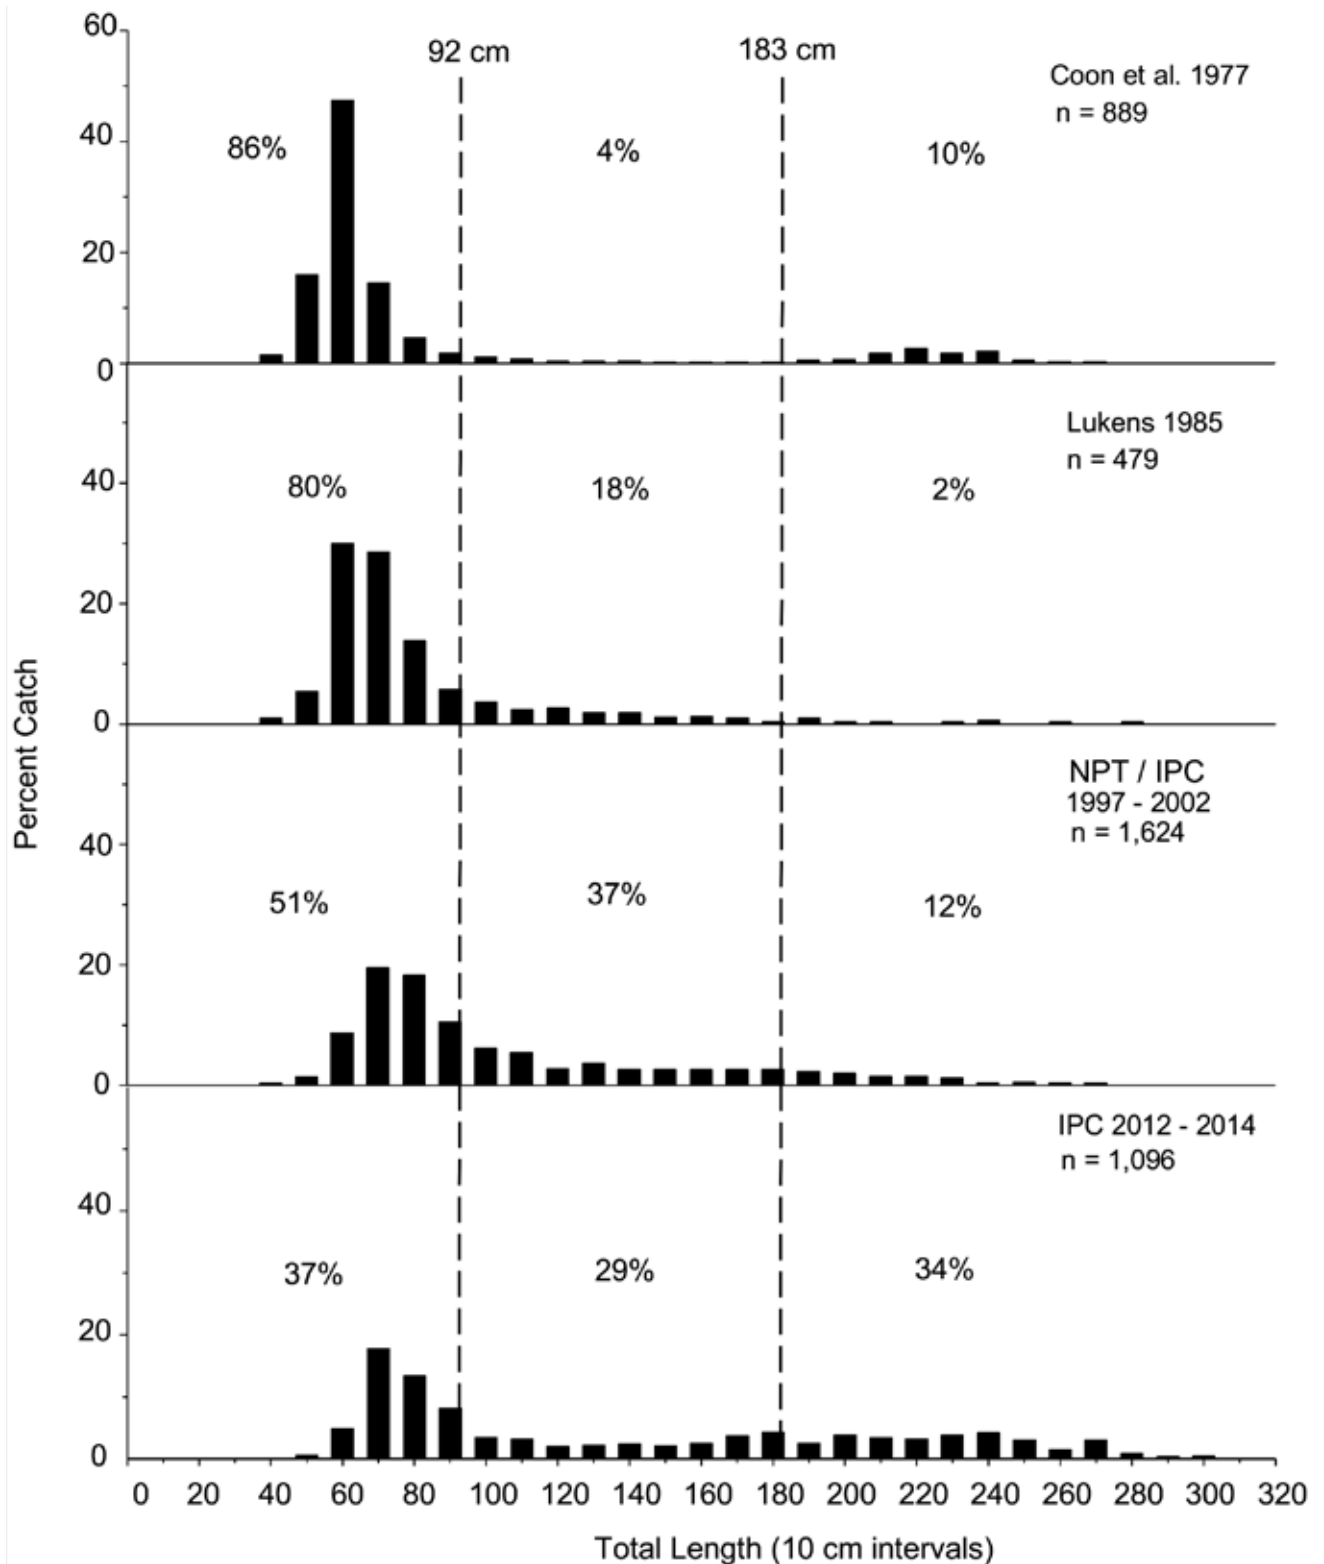 60
92 cm
183 cm
Coon et al. 1977
n = 889
40
86%
4%
10%
20
0
Lukens 1985
n = 479
40
80%
18%
2%
20
0
NPT / IPC
1997 - 2002
n = 1,624
40
51%
37%
12%
20
0
IPC 2012 - 2014
n = 1,096
40
37%
29%
34%
20
0
Percent Catch
0 20 40 60 80 100 120 140 160 180 200 220 240 260 280 300 320
Total Length (10 cm intervals)